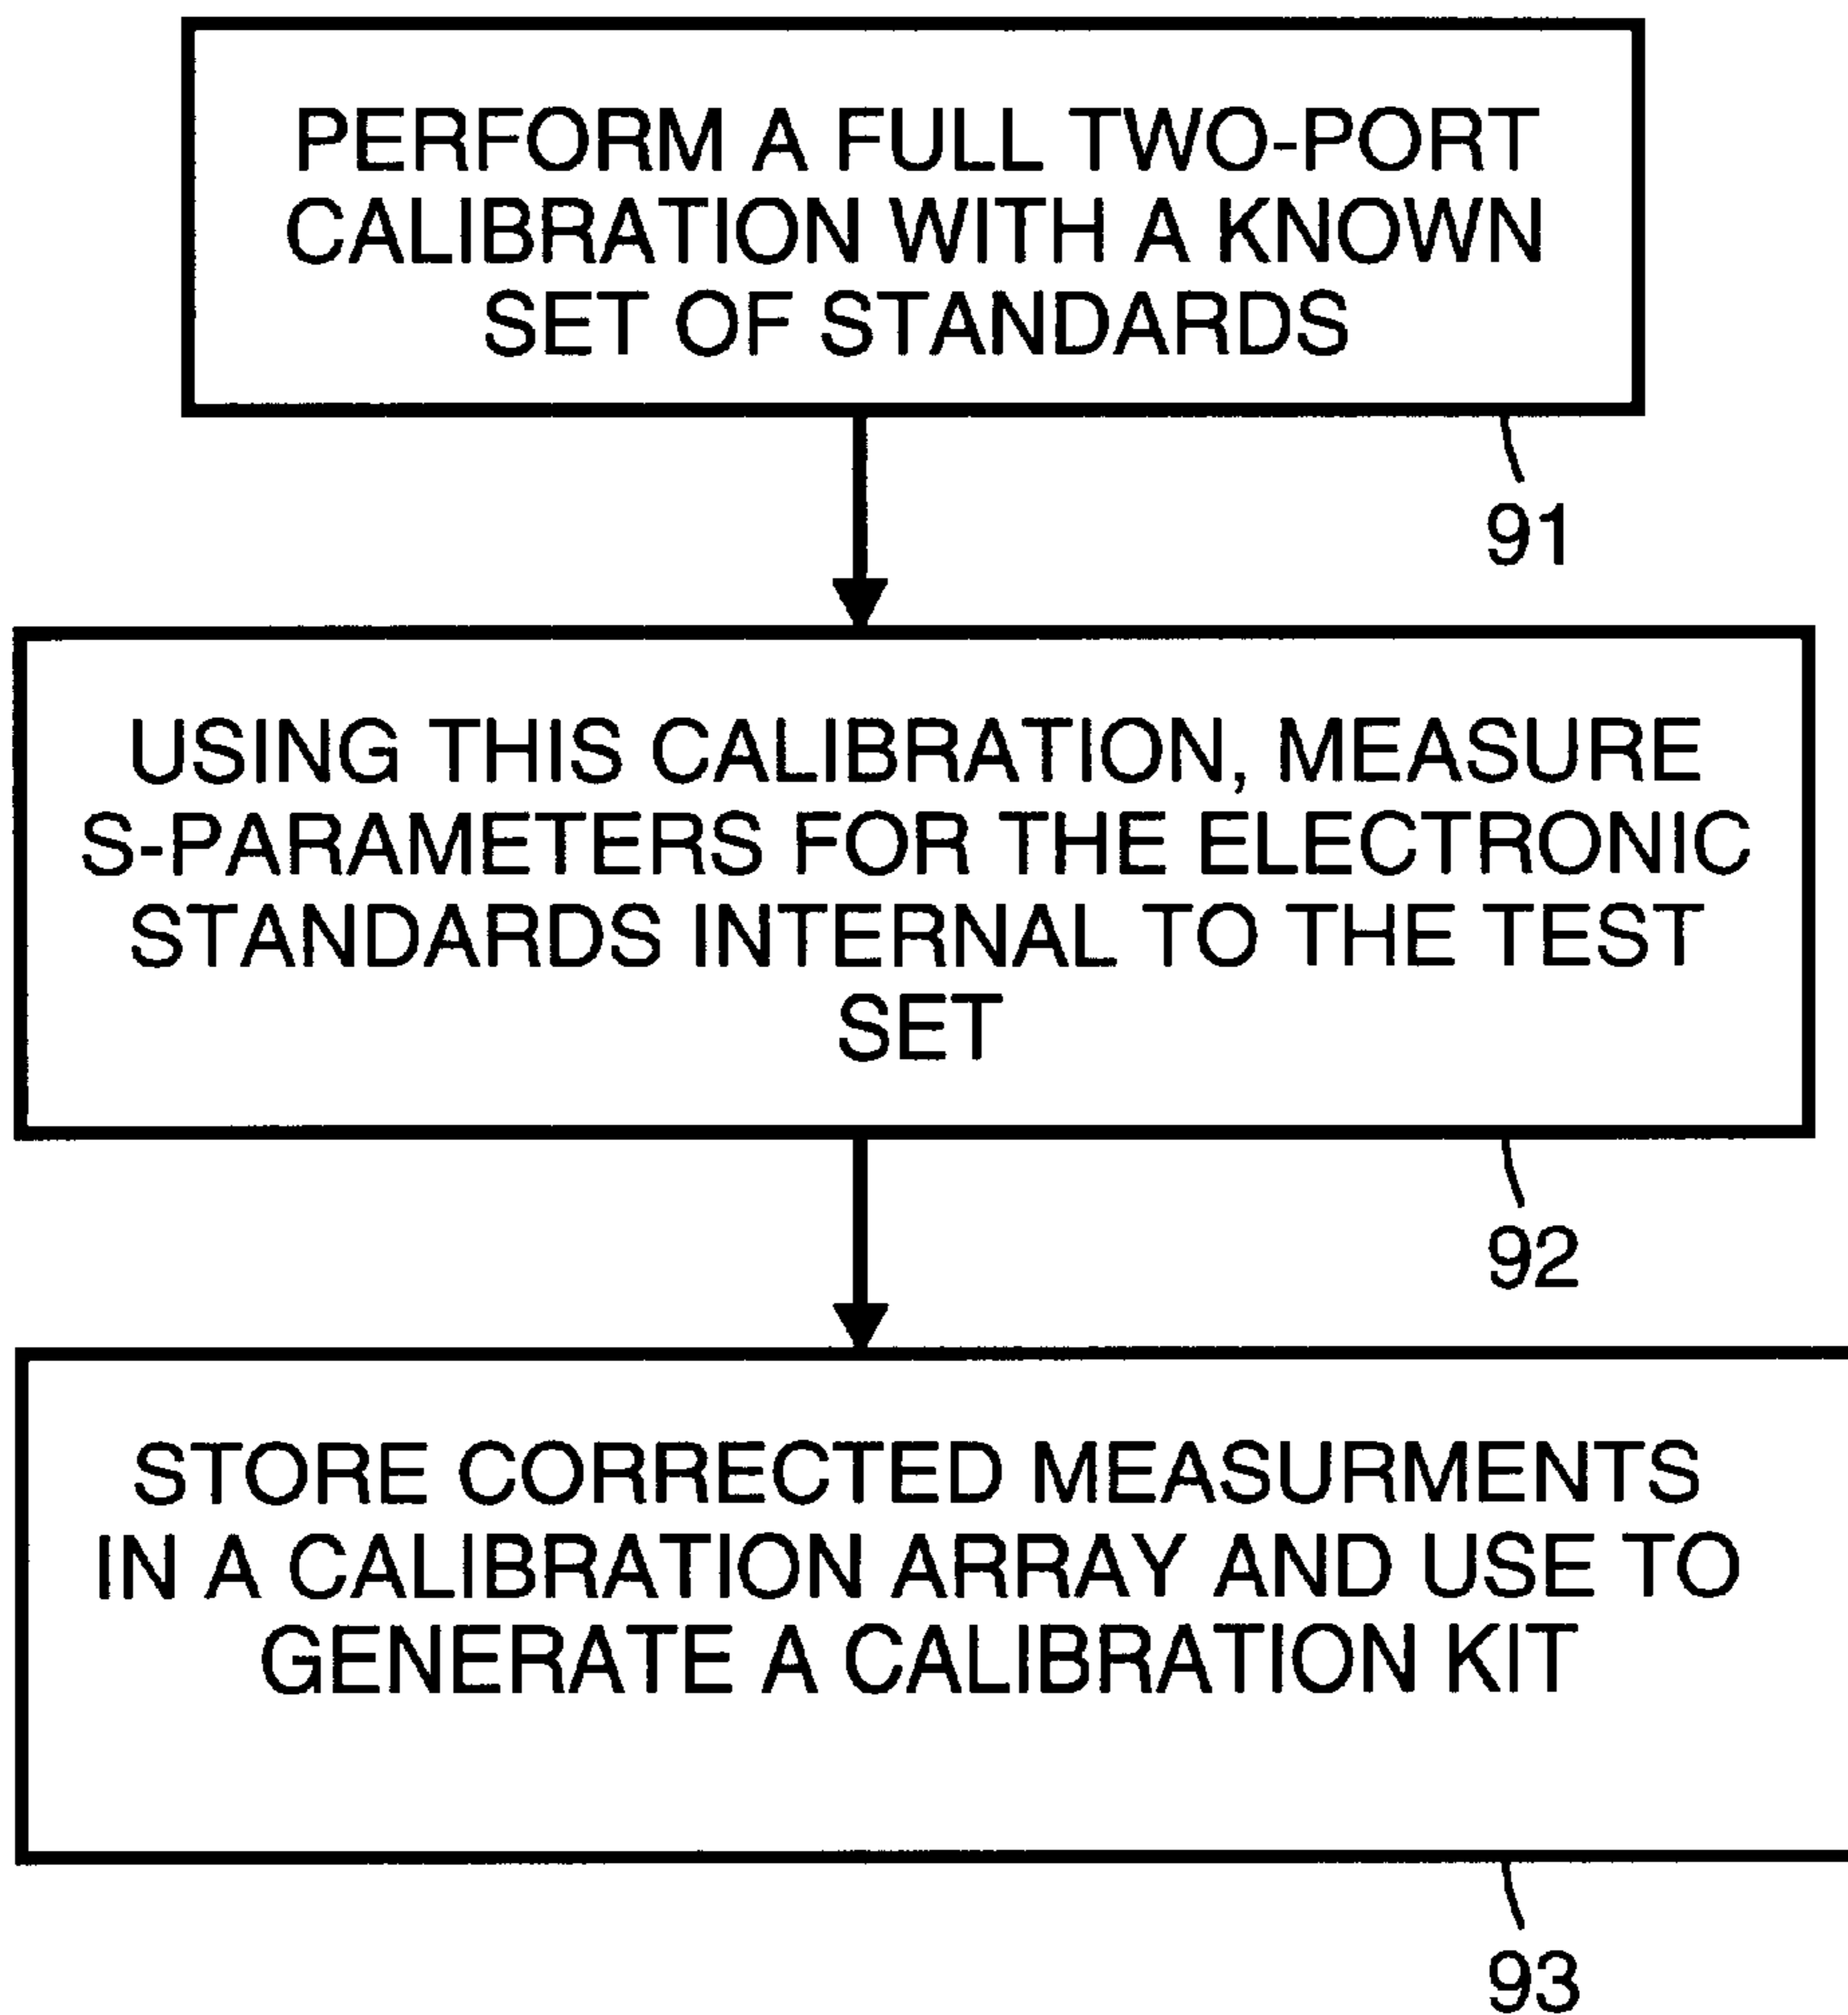 PERFORM A FULL TWO-PORT
CALIBRATION WITH A KNOWN
SET OF STANDARDS
91
USING THIS CALIBRATION, MEASURE
S-PARAMETERS FOR THE ELECTRONIC
STANDARDS INTERNAL TO THE TEST
SET
92
STORE CORRECTED MEASURMENTS
IN A CALIBRATION ARRAY AND USE TO
GENERATE A CALIBRATION KIT
93